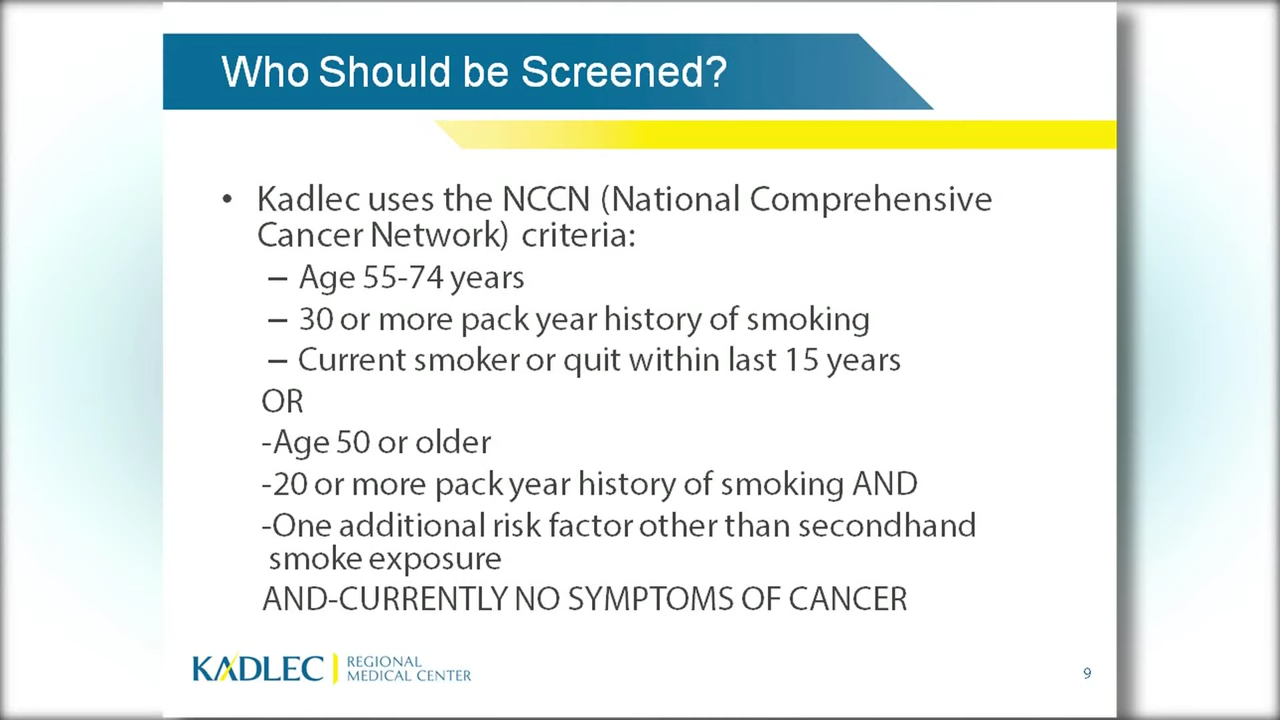 Who Should be Screened?
• Kadlec uses the NCCN (National Comprehensive
Cancer Network) criteria:
– Age 55-74 years
– 30 or more pack year history of smoking
– Current smoker or quit within last 15 years
OR
-Age 50 or older
-20 or more pack year history of smoking AND
-One additional risk factor other than secondhand
smoke exposure
AND-CURRENTLY NO SYMPTOMS OF CANCER
KADLEC REGIONAL
MEDICAL CENTER
9